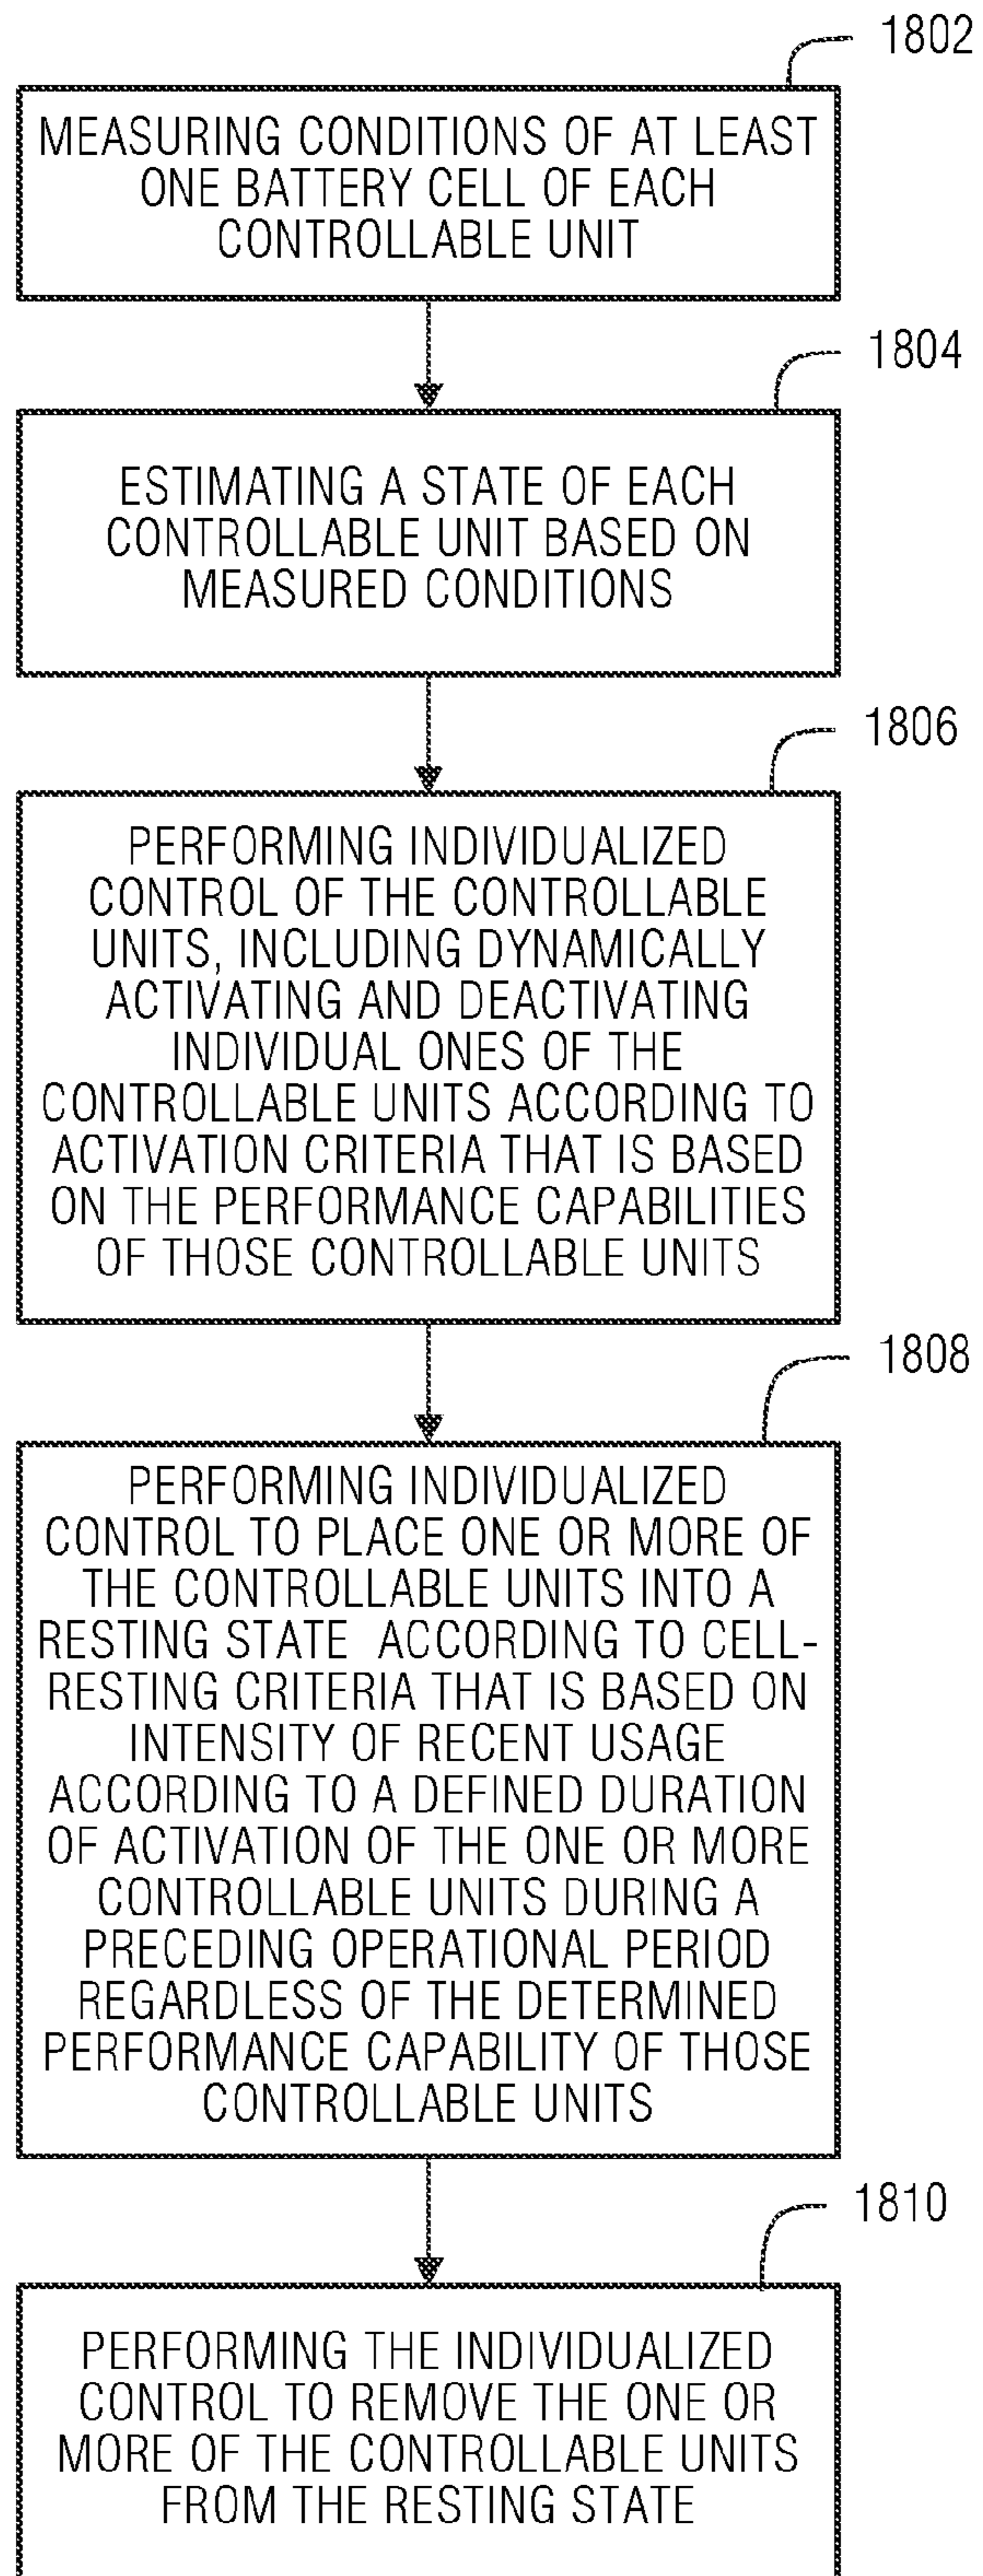 1802
MEASURING CONDITIONS OF AT LEAST
ONE BATTERY CELL OF EACH
CONTROLLABLE UNIT
1804
ESTIMATING A STATE OF EACH
CONTROLLABLE UNIT BASED ON
MEASURED CONDITIONS
1806
PERFORMING INDIVIDUALIZED
CONTROL OF THE CONTROLLABLE
UNITS, INCLUDING DYNAMICALLY
ACTIVATING AND DEACTIVATING
INDIVIDUAL ONES OF THE
CONTROLLABLE UNITS ACCORDING TO
ACTIVATION CRITERIA THAT IS BASED
ON THE PERFORMANCE CAPABILITIES
OF THOSE CONTROLLABLE UNITS
1808
PERFORMING INDIVIDUALIZED
CONTROL TO PLACE ONE OR MORE OF
THE CONTROLLABLE UNITS INTO A
RESTING STATE ACCORDING TO CELL-
RESTING CRITERIA THAT IS BASED ON
INTENSITY OF RECENT USAGE
ACCORDING TO A DEFINED DURATION
OF ACTIVATION OF THE ONE OR MORE
CONTROLLABLE UNITS DURING A
PRECEDING OPERATIONAL PERIOD
REGARDLESS OF THE DETERMINED
PERFORMANCE CAPABILITY OF THOSE
CONTROLLABLE UNITS
1810
PERFORMING THE INDIVIDUALIZED
CONTROL TO REMOVE THE ONE OR
MORE OF THE CONTROLLABLE UNITS
FROM THE RESTING STATE